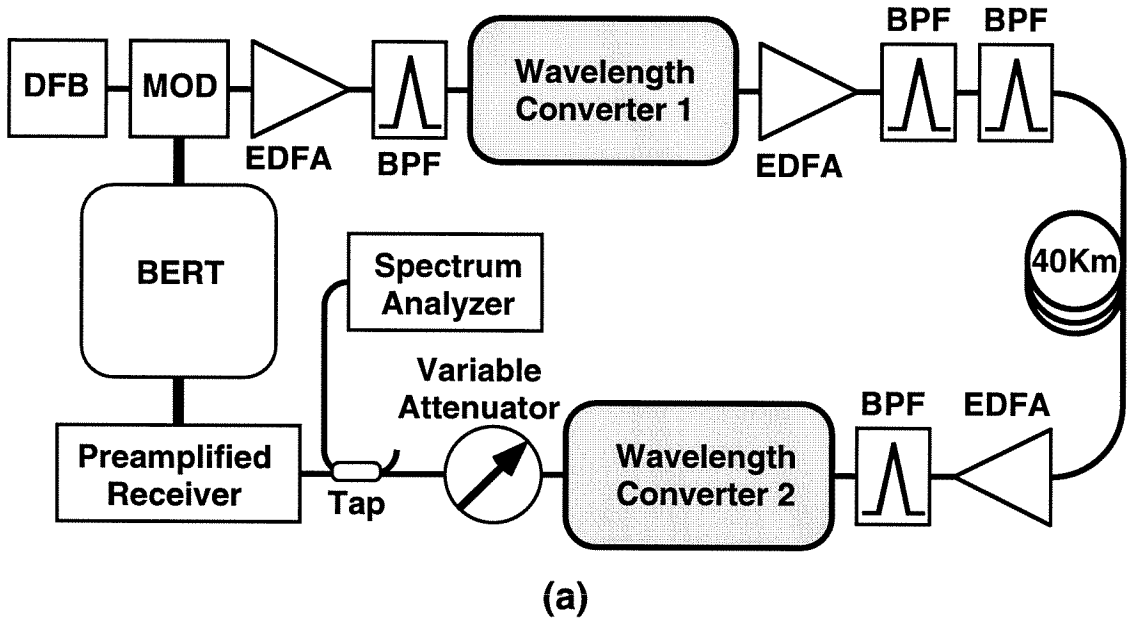 DFB
MOD
EDFA
BPF
Wavelength
Converter 1
EDFA
BPF
BPF
40Km
BERT
Spectrum
Analyzer
Variable
Attenuator
BPF
EDFA
Preamplified
Receiver
Tap
Wavelength
Converter 2
(a)